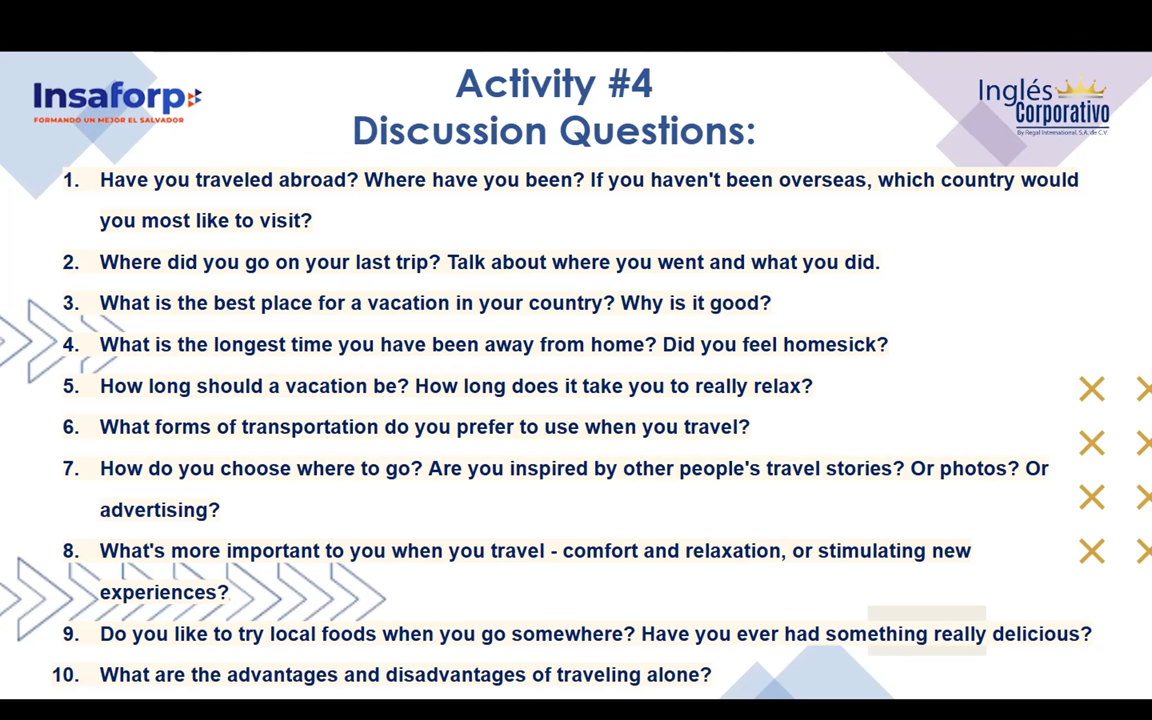 Insaforp
FORMANDO UN MEJOR EL SALVADOR
Activity #4
Discussion Questions:
Inglés
Corporativo
By Regal International, S.A. de C.V.
1. Have you traveled abroad? Where have you been? If you haven't been overseas, which country would
you most like to visit?
2. Where did you go on your last trip? Talk about where you went and what you did.
3. What is the best place for a vacation in your country? Why is it good?
4. What is the longest time you have been away from home? Did you feel homesick?
5. How long should a vacation be? How long does it take you to really relax?
6. What forms of transportation do you prefer to use when you travel?
7. How do you choose where to go? Are you inspired by other people's travel stories? Or photos? Or
advertising?
8. What's more important to you when you travel - comfort and relaxation, or stimulating new
experiences?
9. Do you like to try local foods when you go somewhere? Have you ever had something really delicious?
10. What are the advantages and disadvantages of traveling alone?